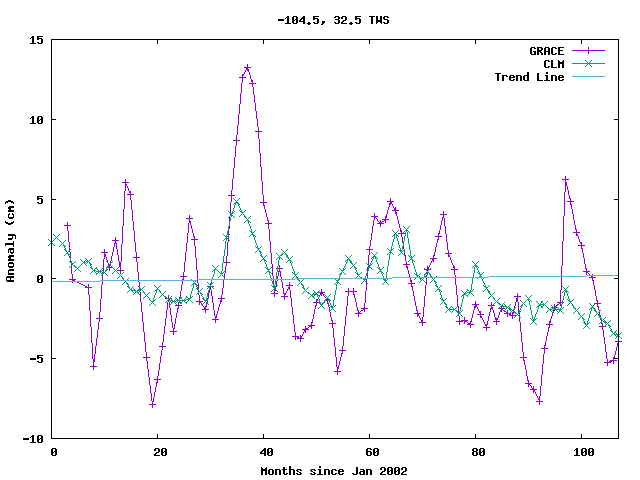 -104.5, 32.5 TWS
15
GRACE
CLM
Trend Line
10
5
0
-5
-10
Anomaly (cm)
0 20 40 60 80 100
Months since Jan 2002